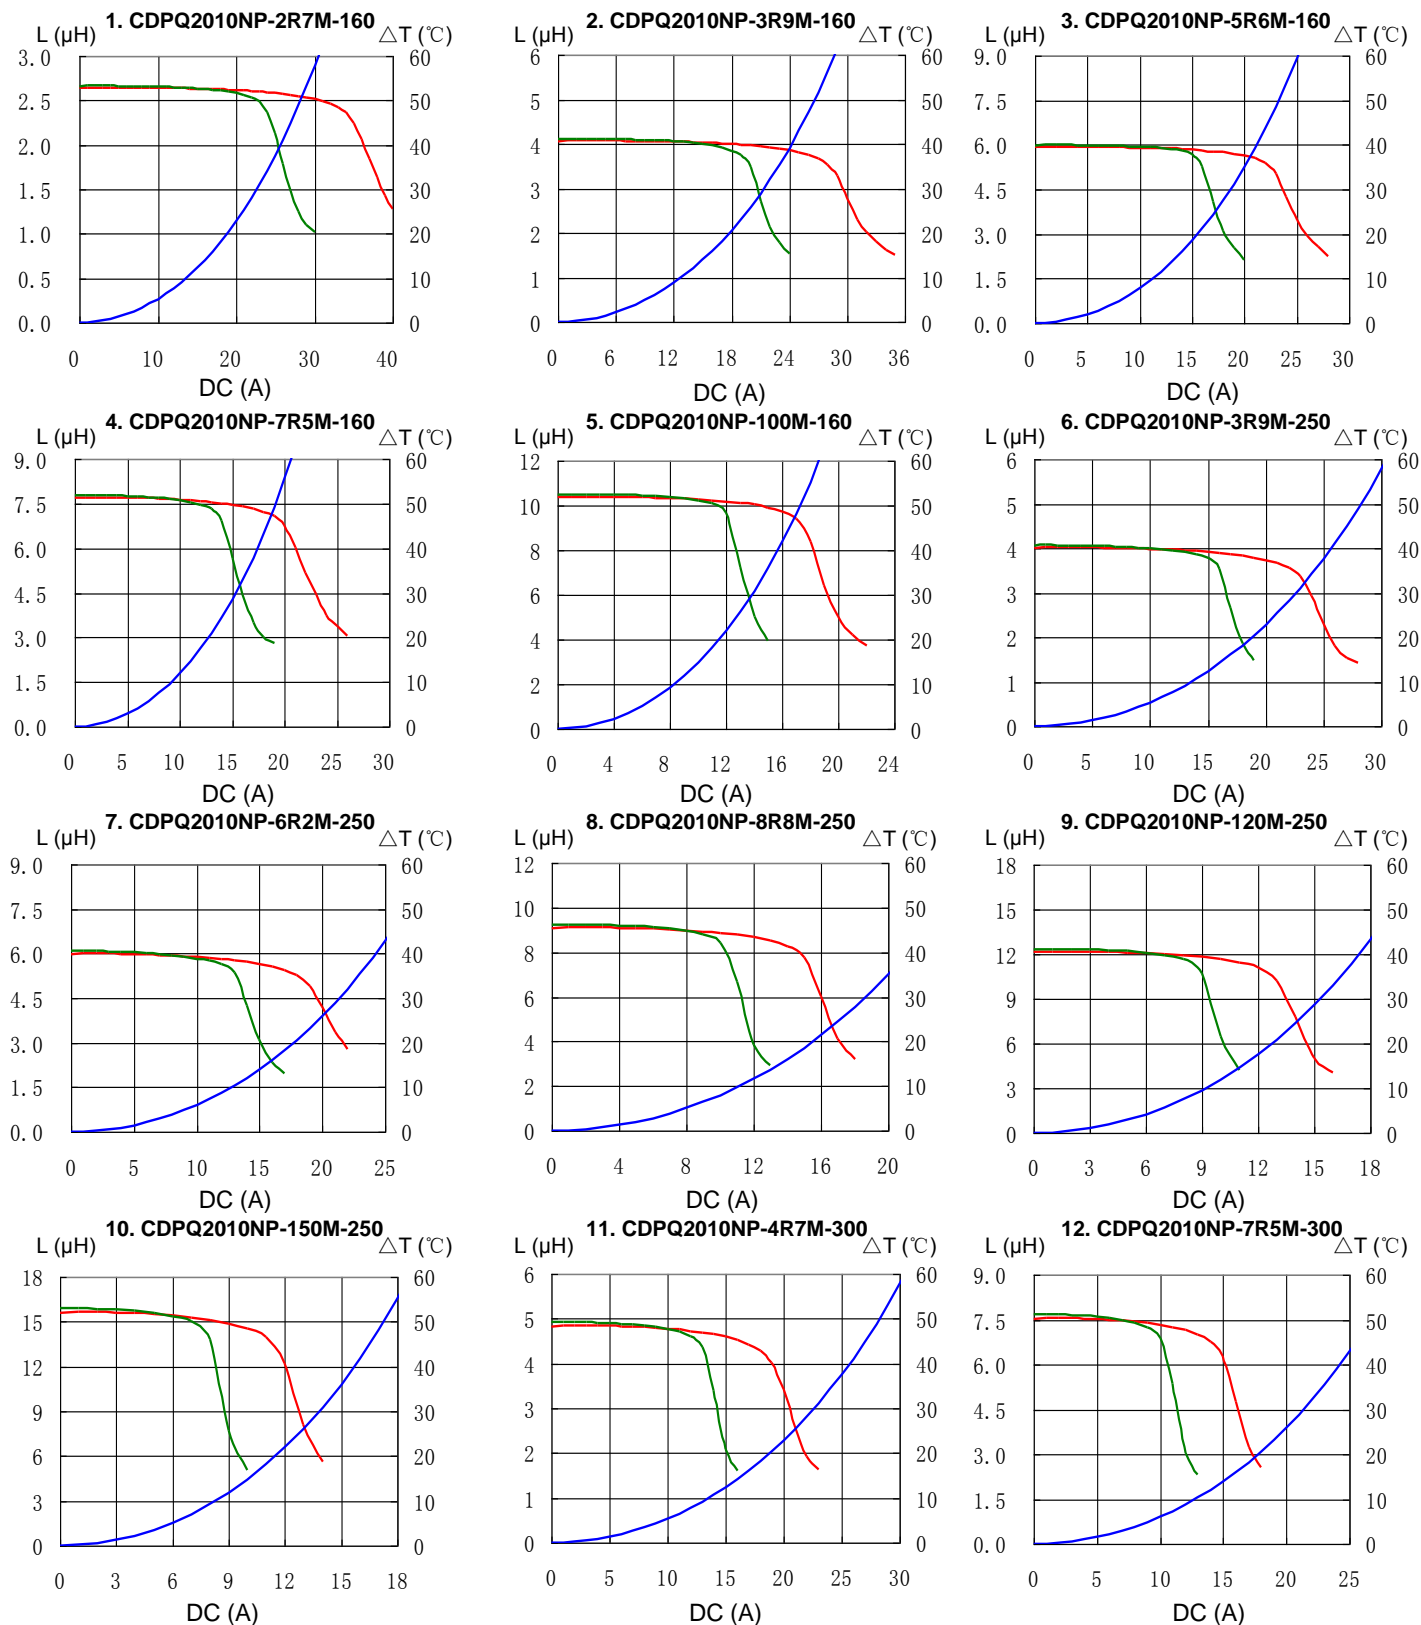 1. CDPQ2010NP-2R7M-160
L (µH)
△T (℃)
3.0
2.5
2.0
1.5
1.0
0.5
0.0
60
50
40
30
20
10
0
0 10 20 30 40
DC (A)
2. CDPQ2010NP-3R9M-160
L (µH)
△T (℃)
6
5
4
3
2
1
0
60
50
40
30
20
10
0
0 6 12 18 24 30 36
DC (A)
3. CDPQ2010NP-5R6M-160
L (µH)
△T (℃)
9.0
7.5
6.0
4.5
3.0
1.5
0.0
60
50
40
30
20
10
0
0 5 10 15 20 25 30
DC (A)
4. CDPQ2010NP-7R5M-160
L (µH)
△T (℃)
9.0
7.5
6.0
4.5
3.0
1.5
0.0
60
50
40
30
20
10
0
0 5 10 15 20 25 30
DC (A)
5. CDPQ2010NP-100M-160
L (µH)
△T (℃)
12
10
8
6
4
2
0
60
50
40
30
20
10
0
0 4 8 12 16 20 24
DC (A)
6. CDPQ2010NP-3R9M-250
L (µH)
△T (℃)
6
5
4
3
2
1
0
60
50
40
30
20
10
0
0 5 10 15 20 25 30
DC (A)
7. CDPQ2010NP-6R2M-250
L (µH)
△T (℃)
9.0
7.5
6.0
4.5
3.0
1.5
0.0
60
50
40
30
20
10
0
0 5 10 15 20 25
DC (A)
8. CDPQ2010NP-8R8M-250
L (µH)
△T (℃)
12
10
8
6
4
2
0
60
50
40
30
20
10
0
0 4 8 12 16 20
DC (A)
9. CDPQ2010NP-120M-250
L (µH)
△T (℃)
18
15
12
9
6
3
0
60
50
40
30
20
10
0
0 3 6 9 12 15 18
DC (A)
10. CDPQ2010NP-150M-250
L (µH)
△T (℃)
18
15
12
9
6
3
0
60
50
40
30
20
10
0
0 3 6 9 12 15 18
DC (A)
11. CDPQ2010NP-4R7M-300
L (µH)
△T (℃)
6
5
4
3
2
1
0
60
50
40
30
20
10
0
0 5 10 15 20 25 30
DC (A)
12. CDPQ2010NP-7R5M-300
L (µH)
△T (℃)
9.0
7.5
6.0
4.5
3.0
1.5
0.0
60
50
40
30
20
10
0
0 5 10 15 20 25
DC (A)